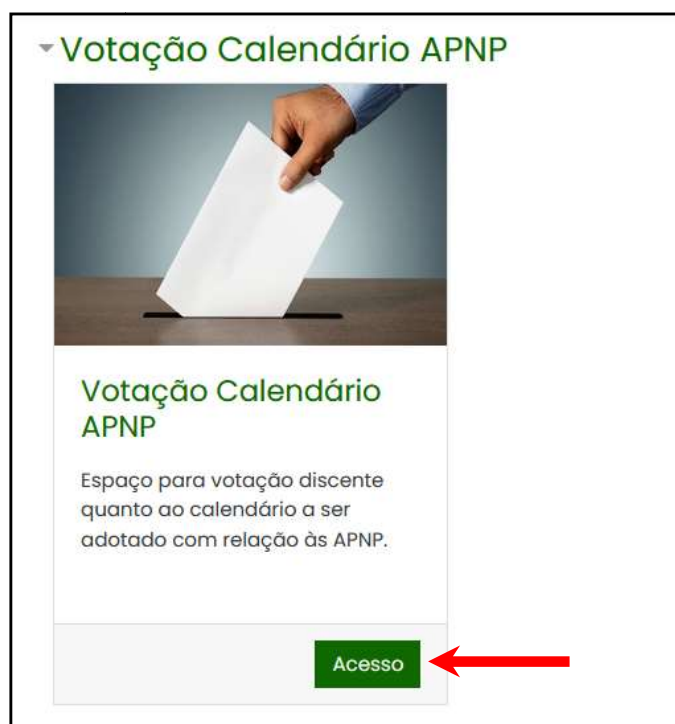 Votação Calendário APNP
Votação Calendário
APNP
Espaço para votação discente
quanto ao calendário a ser
adotado com relação às APNP.
Acesso